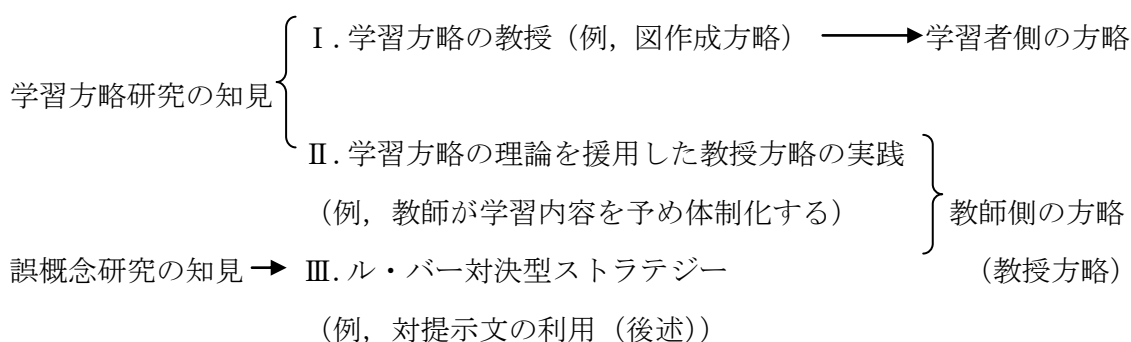 Ⅰ. 学習方略の教授（例，図作成方略） 学習者側の方略
学習方略研究の知見
Ⅱ. 学習方略の理論を援用した教授方略の実践
（例，教師が学習内容を予め体制化する） 教師側の方略
誤概念研究の知見 Ⅲ. ル・バー対決型ストラテジー （教授方略）
（例，対提示文の利用（後述））